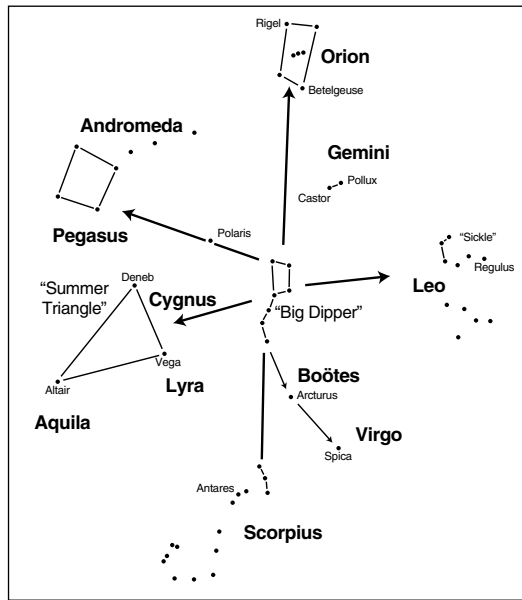 Rigel
Orion
Betelgeuse
Andromeda
Gemini
Pollux
Castor
Pegasus
Polaris
“Sickle”
Regulus
Leo
“Summer
Triangle”
Deneb
Cygnus
“Big Dipper”
Vega
Lyra
Altair
Aquila
Boötes
Arcturus
Virgo
Spica
Antares
Scorpius